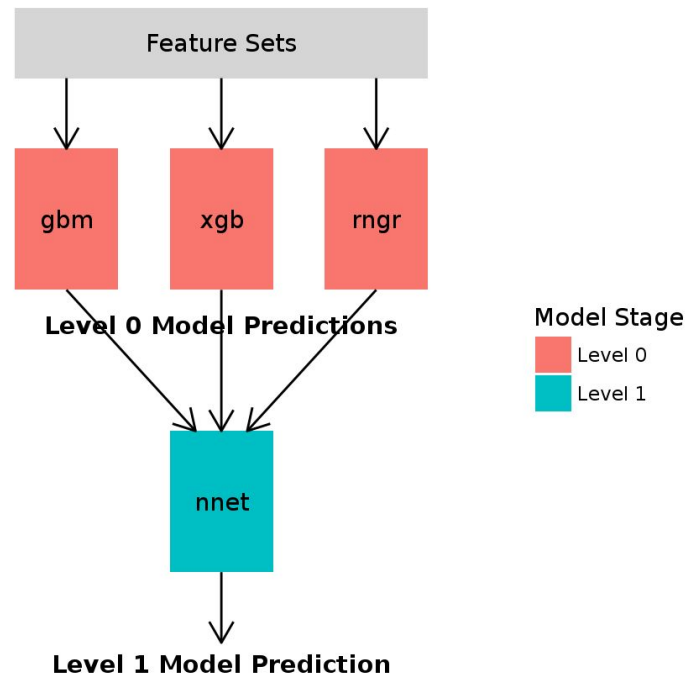 Feature Sets
gbm xgb rngr
Level 0 Model Predictions
Model Stage
Level 0
Level 1
nnet
Level 1 Model Prediction